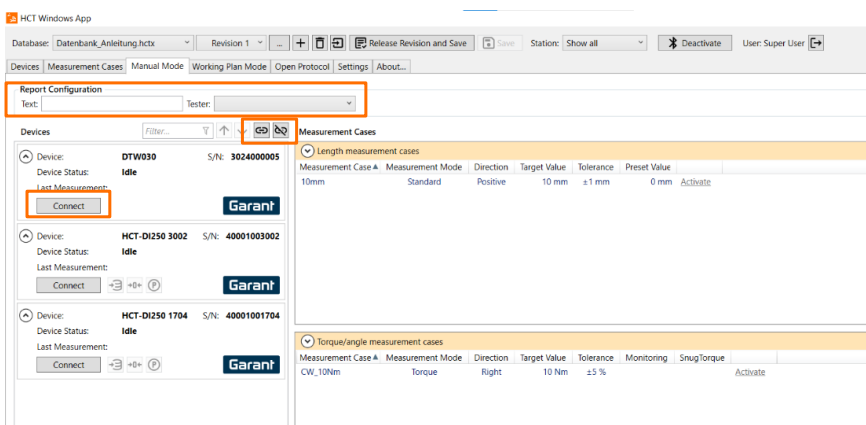 HCT Windows App
Database: Datenbank_Anleitung.hctx Revision 1 ... Release Revision and Save Save Station: Show all Deactivate User: Super User
Devices Measurement Cases Manual Mode Working Plan Mode Open Protocol Settings About...
Report Configuration
Text: Tester:
Devices Filter... Measurement Cases
Length measurement cases
Measurement Case Measurement Mode Direction Target Value Tolerance Preset Value
10mm Standard Positive 10 mm ±1 mm 0 mm Activate
Device: DTW030 S/N: 3024000005
Device Status: Idle
Last Measurement:
Connect Garant
Device: HCT-DI250 3002 S/N: 40001003002
Device Status: Idle
Last Measurement:
Connect →3 →0← P Garant
Device: HCT-DI250 1704 S/N: 40001001704
Device Status: Idle
Last Measurement:
Connect →3 →0← P Garant
Torque/angle measurement cases
Measurement Case Measurement Mode Direction Target Value Tolerance Monitoring SnugTorque
CW_10Nm Torque Right 10 Nm ±5 % Activate